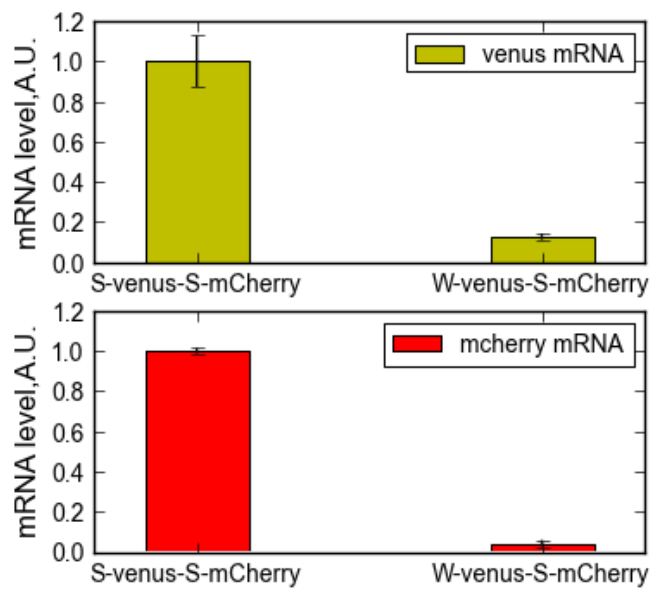 mRNA level,A.U.
1.2
1.0
0.8
0.6
0.4
0.2
0.0
venus mRNA
S-venus-S-mCherry
W-venus-S-mCherry
mRNA level,A.U.
1.2
1.0
0.8
0.6
0.4
0.2
0.0
mcherry mRNA
S-venus-S-mCherry
W-venus-S-mCherry